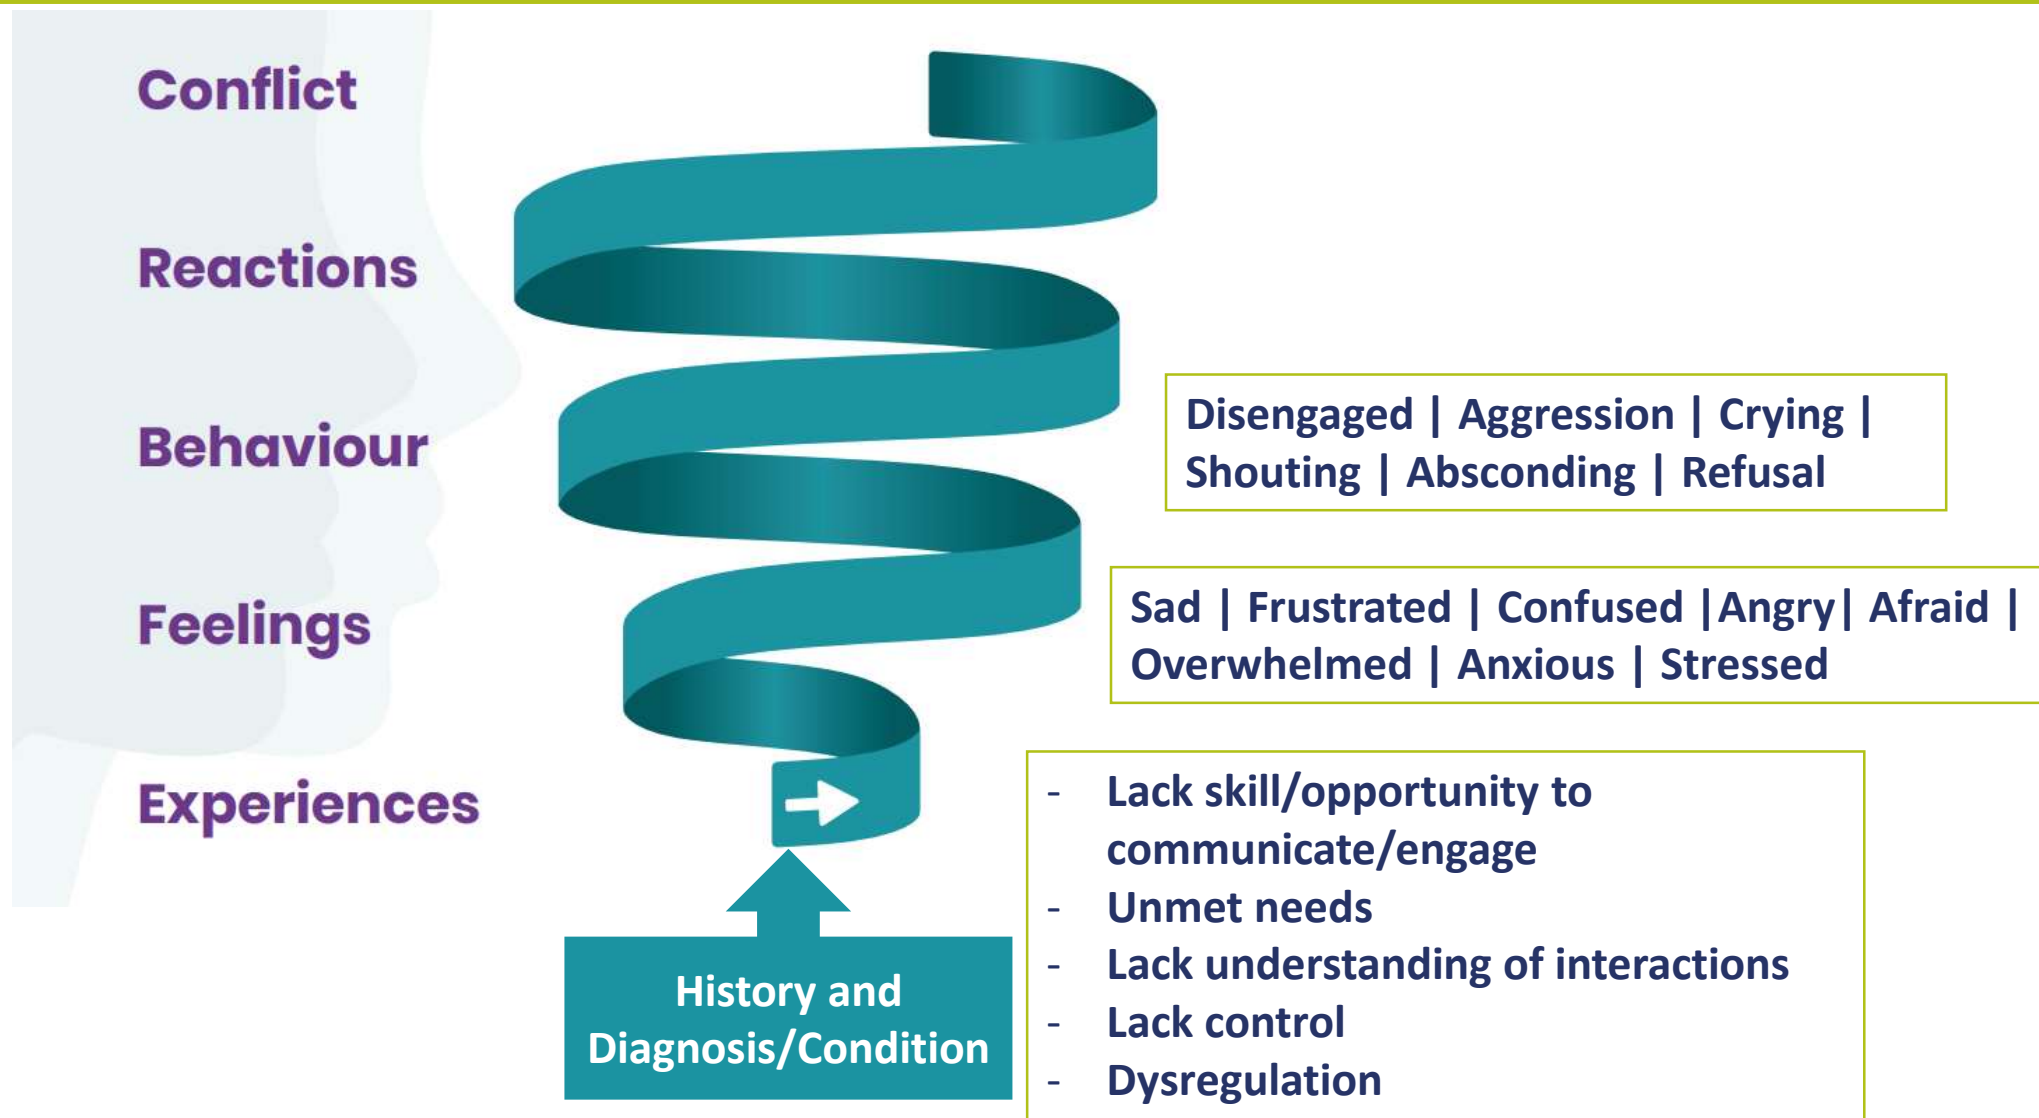 Conflict
Reactions
Behaviour
Disengaged | Aggression | Crying |
Shouting | Absconding | Refusal
Feelings
Sad | Frustrated | Confused |Angry| Afraid |
Overwhelmed | Anxious | Stressed
Experiences
- Lack skill/opportunity to
communicate/engage
- Unmet needs
- Lack understanding of interactions
- Lack control
- Dysregulation
History and
Diagnosis/Condition